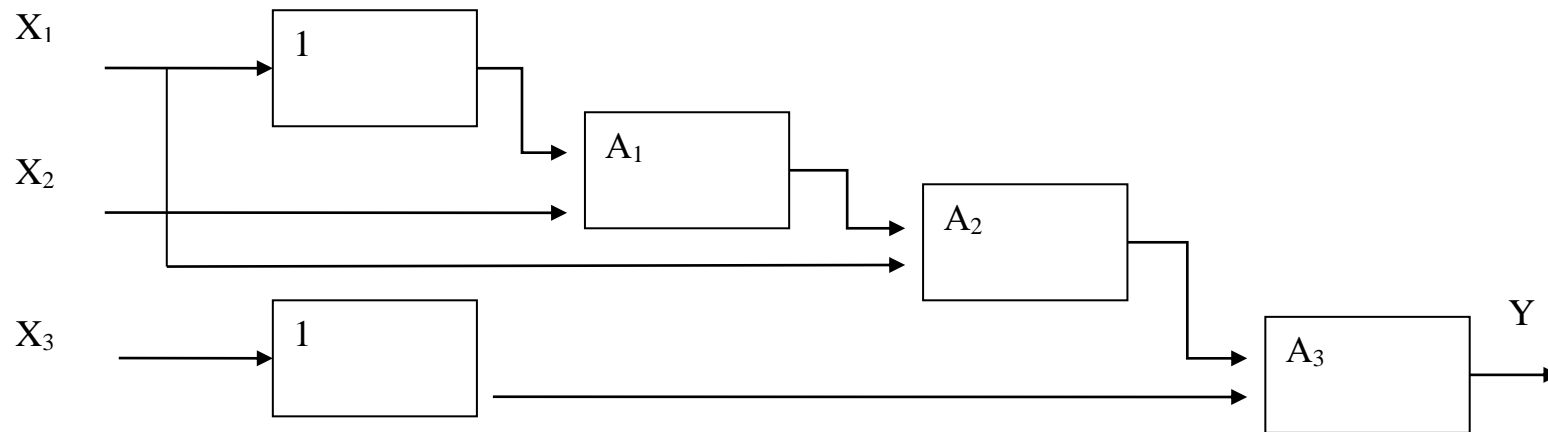 X₁
1
A₁
X₂
A₂
X₃
1
A₃
Y